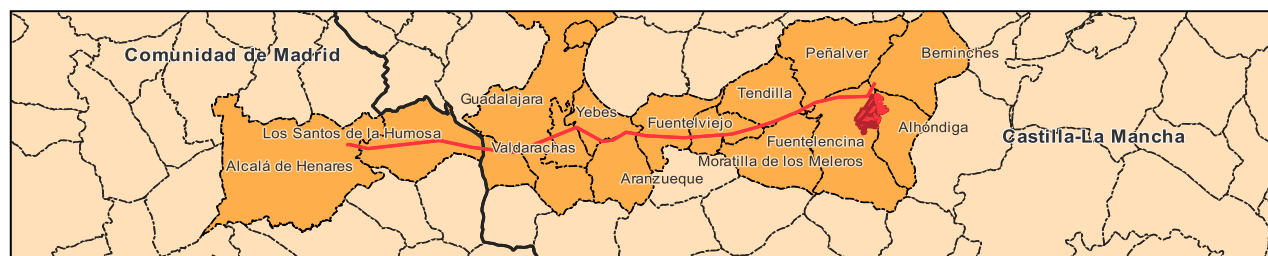 Comunidad de Madrid
Peñalver
Berninches
Tendilla
Guadalajara
Yebes
Fuentelviejo
Alhóndiga
Los Santos de la Humosa
Castilla-La Mancha
Fuentelencina
Valdarachas
Moratilla de los Meleros
Alcalá de Henares
Aranzueque